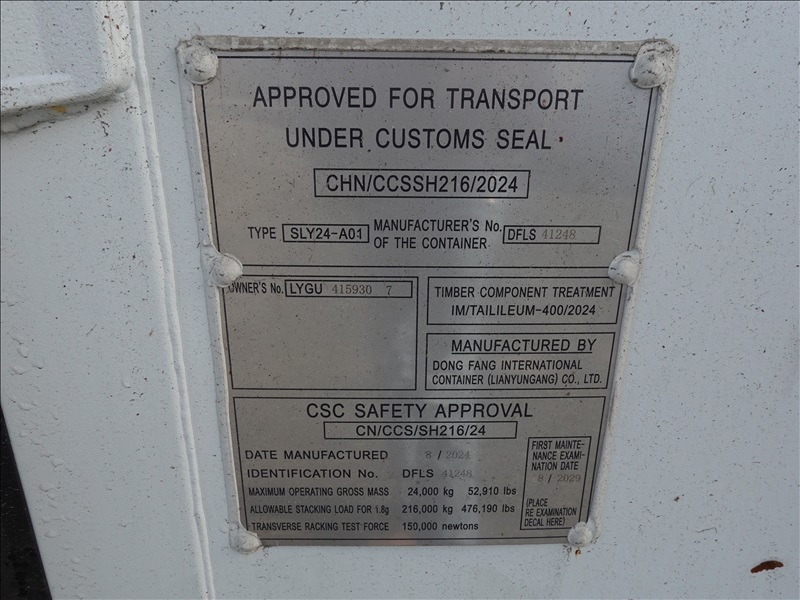 APPROVED FOR TRANSPORT
UNDER CUSTOMS SEAL
CHN/CCSSH216/2024
TYPE SLY24-A01 MANUFACTURER'S No. OF THE CONTAINER DFLS 41248
OWNER'S No. LYGU 415930 7
TIMBER COMPONENT TREATMENT
IM/TAILILEUM-400/2024
MANUFACTURED BY
DONG FANG INTERNATIONAL
CONTAINER (LIANYUNGANG) CO., LTD.
CSC SAFETY APPROVAL
CN/CCS/SH216/24
DATE MANUFACTURED 8 / 2024
IDENTIFICATION No. DFLS 41248
MAXIMUM OPERATING GROSS MASS 24,000 kg 52,910 lbs
ALLOWABLE STACKING LOAD FOR 1.8g 216,000 kg 476,190 lbs
TRANSVERSE RACKING TEST FORCE 150,000 newtons
FIRST MAINTE-
NANCE EXAMI-
NATION DATE
8 / 2029
(PLACE
RE EXAMINATION
DECAL HERE)